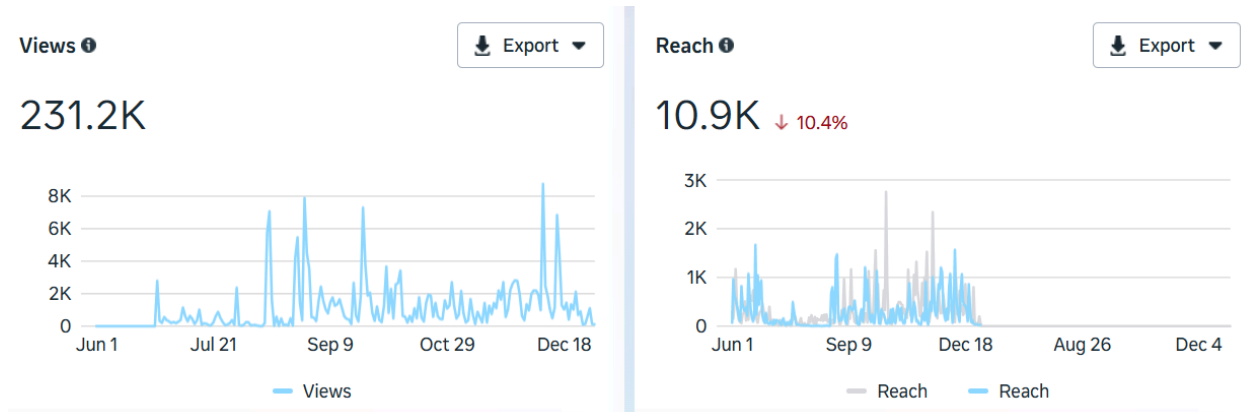 Views
Export
231.2K
8K
6K
4K
2K
0
Jun 1 Jul 21 Sep 9 Oct 29 Dec 18
Views
Reach
Export
10.9K ↓ 10.4%
3K
2K
1K
0
Jun 1 Sep 9 Dec 18 Aug 26 Dec 4
Reach Reach